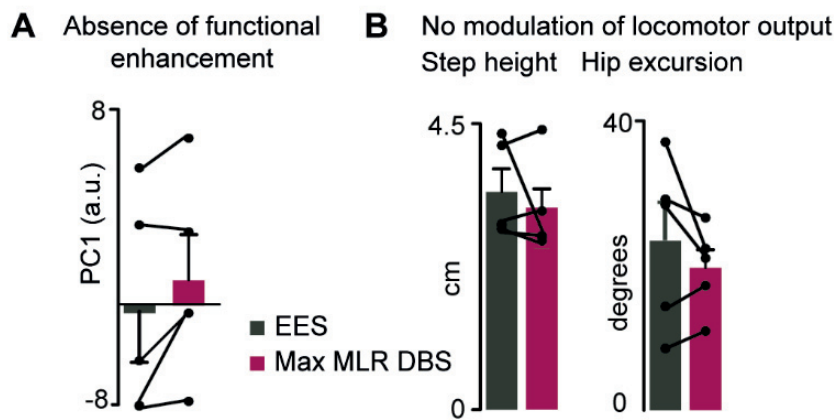 A Absence of functional
enhancement
8
PC1 (a.u.)
-8
EES
Max MLR DBS
B No modulation of locomotor output
Step height Hip excursion
4.5
cm
0
40
degrees
0